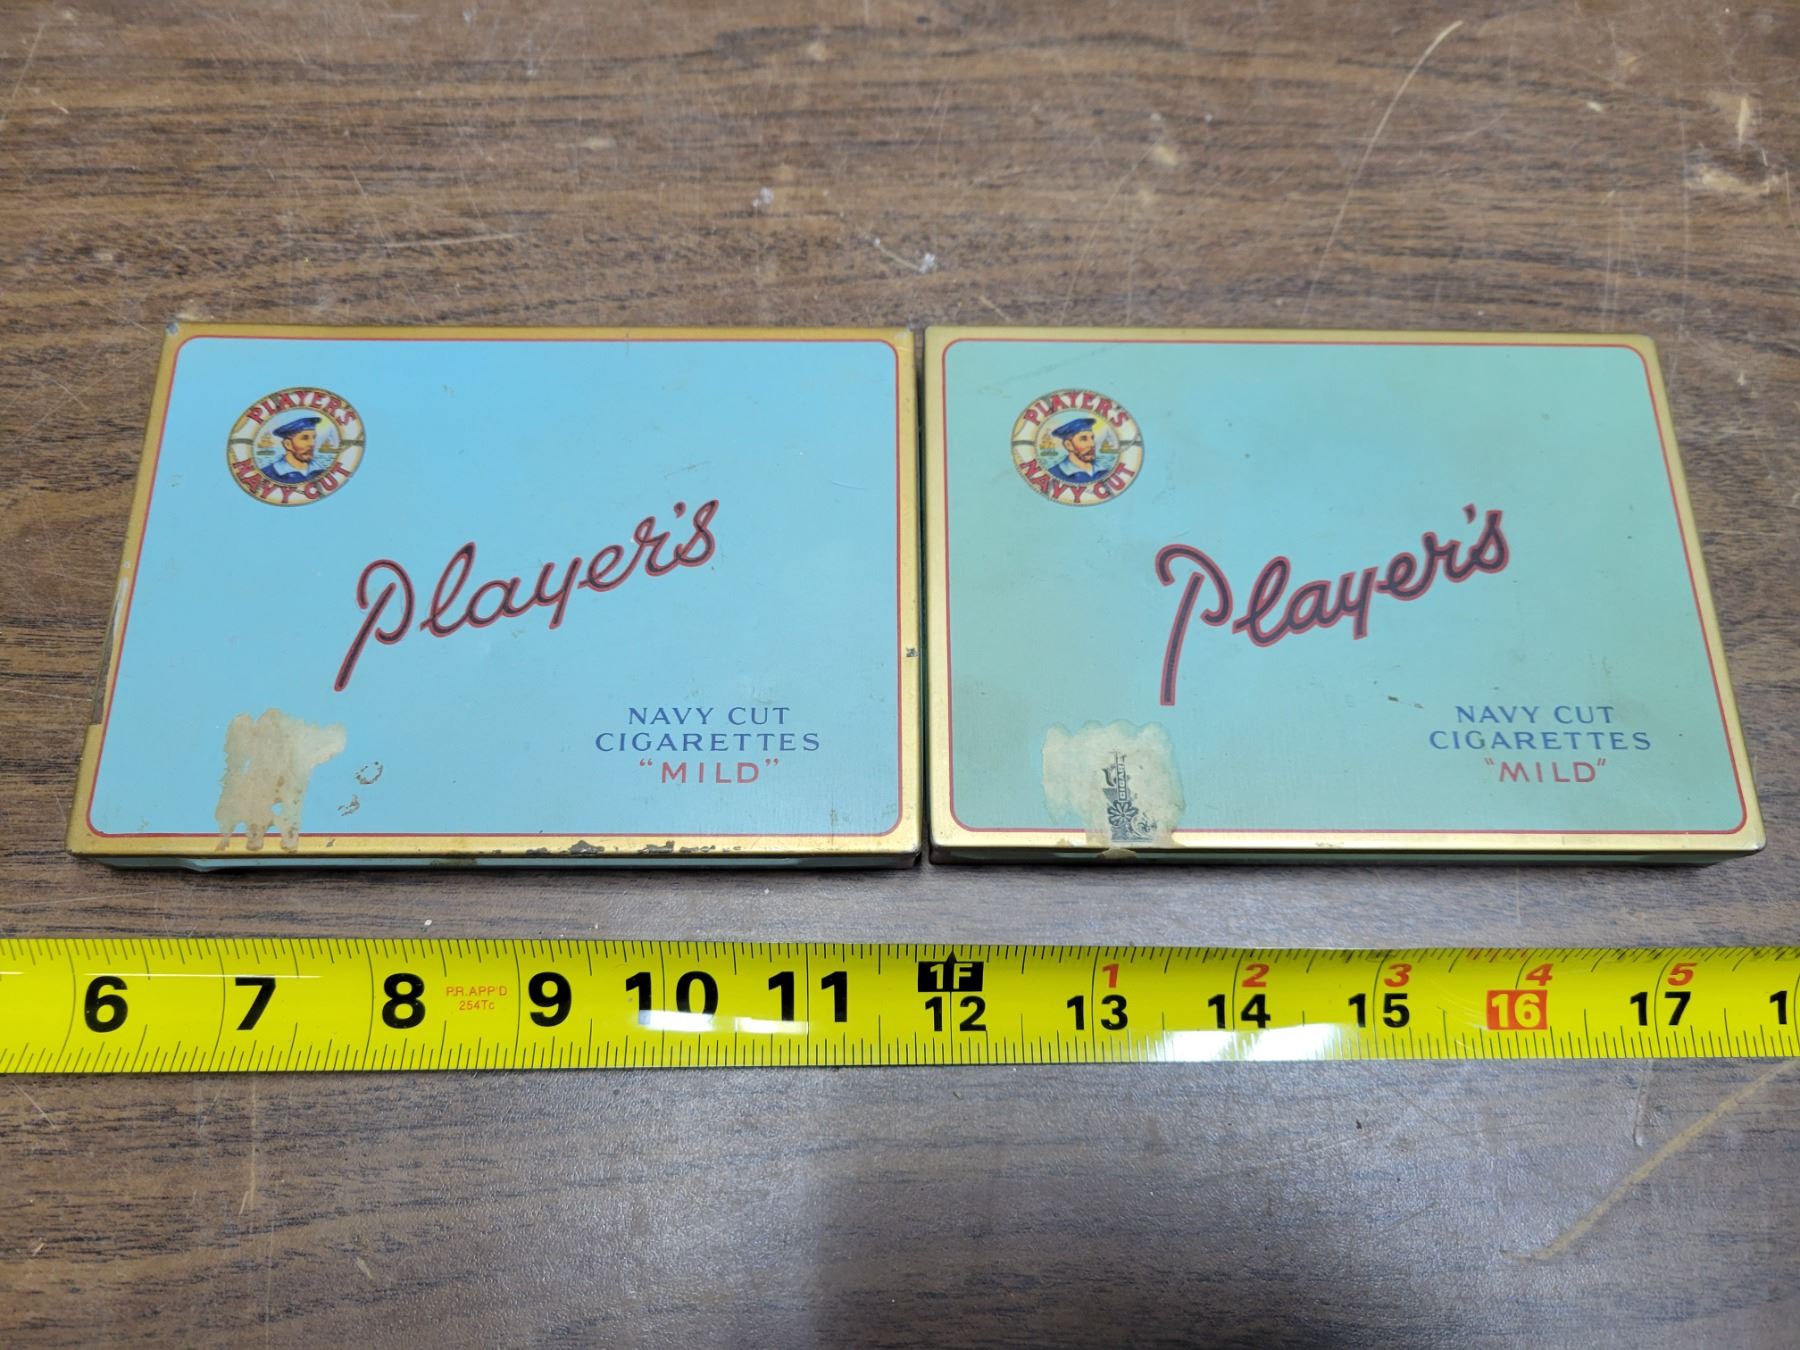 PLAYER'S
NAVY CUT
Player's
NAVY CUT
CIGARETTES
"MILD"
PLAYER'S
NAVY CUT
Player's
NAVY CUT
CIGARETTES
"MILD"
1F 1 2 3 4 5
6 7 8 P.R. APP'D 9 10 11 12 13 14 15 16 17 1
254Tc